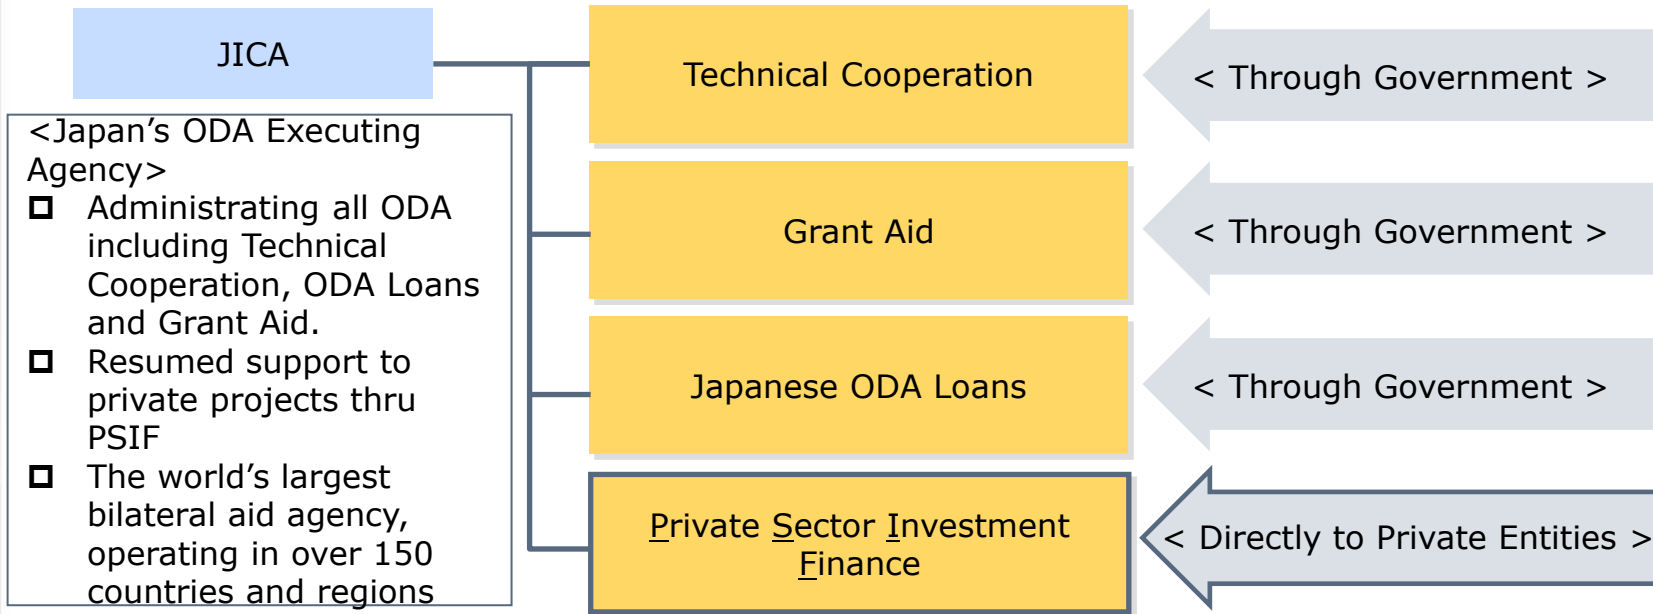 JICA
<Japan’s ODA Executing
Agency>
Administrating all ODA
including Technical
Cooperation, ODA Loans
and Grant Aid.
Resumed support to
private projects thru
PSIF
The world’s largest
bilateral aid agency,
operating in over 150
countries and regions
Technical Cooperation
< Through Government >
Grant Aid
< Through Government >
Japanese ODA Loans
< Through Government >
Private Sector Investment
Finance
< Directly to Private Entities >